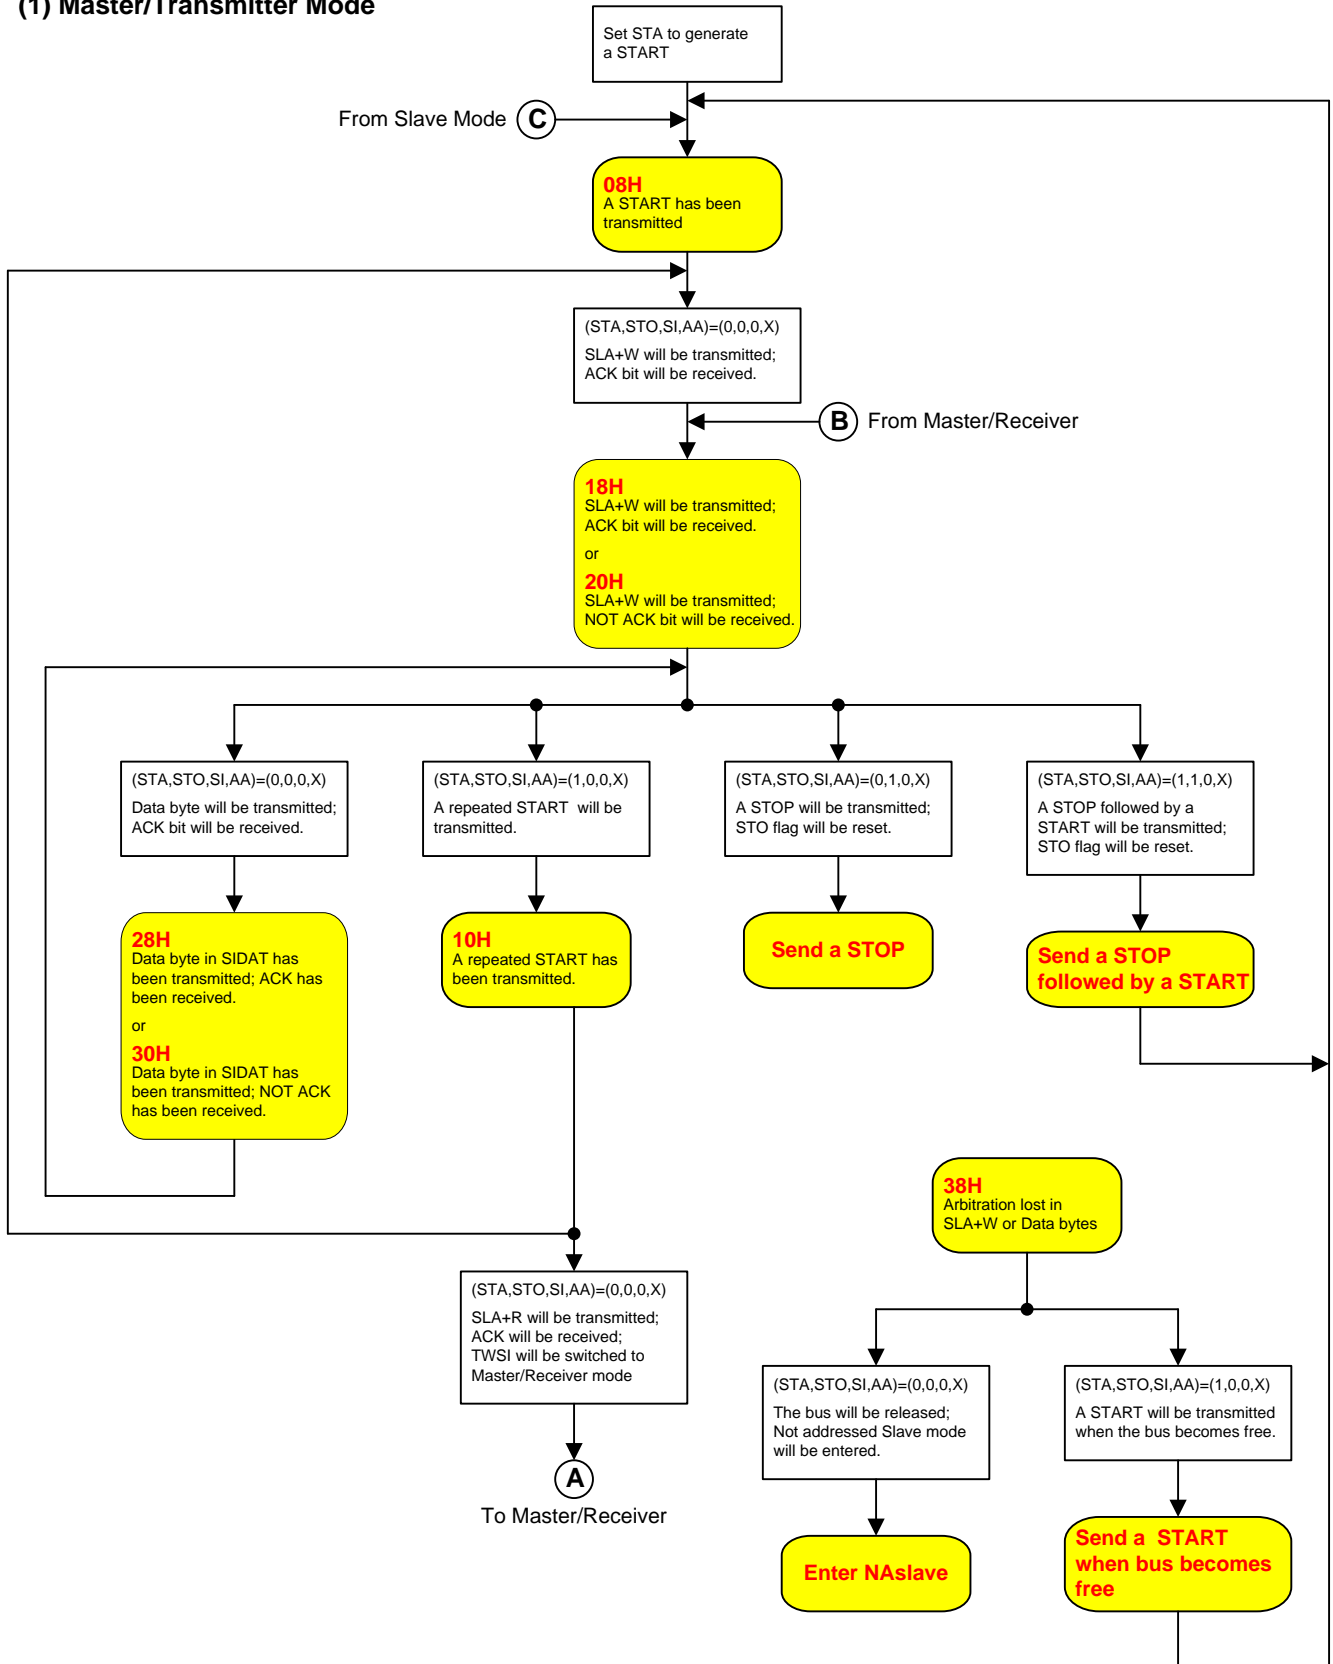 (1) Master/Transmitter Mode
Set STA to generate
a START
From Slave Mode
C
08H
A START has been
transmitted
(STA,STO,SI,AA)=(0,0,0,X)
SLA+W will be transmitted;
ACK bit will be received.
B
From Master/Receiver
18H
SLA+W will be transmitted;
ACK bit will be received.
or
20H
SLA+W will be transmitted;
NOT ACK bit will be received.
(STA,STO,SI,AA)=(0,0,0,X)
Data byte will be transmitted;
ACK bit will be received.
(STA,STO,SI,AA)=(1,0,0,X)
A repeated START will be
transmitted.
(STA,STO,SI,AA)=(0,1,0,X)
A STOP will be transmitted;
STO flag will be reset.
(STA,STO,SI,AA)=(1,1,0,X)
A STOP followed by a
START will be transmitted;
STO flag will be reset.
28H
Data byte in SIDAT has
been transmitted; ACK has
been received.
or
30H
Data byte in SIDAT has
been transmitted; NOT ACK
has been received.
10H
A repeated START has
been transmitted.
Send a STOP
Send a STOP
followed by a START
38H
Arbitration lost in
SLA+W or Data bytes
(STA,STO,SI,AA)=(0,0,0,X)
SLA+R will be transmitted;
ACK will be received;
TWSI will be switched to
Master/Receiver mode
A
To Master/Receiver
(STA,STO,SI,AA)=(0,0,0,X)
The bus will be released;
Not addressed Slave mode
will be entered.
(STA,STO,SI,AA)=(1,0,0,X)
A START will be transmitted
when the bus becomes free.
Enter NAslave
Send a START
when bus becomes
free